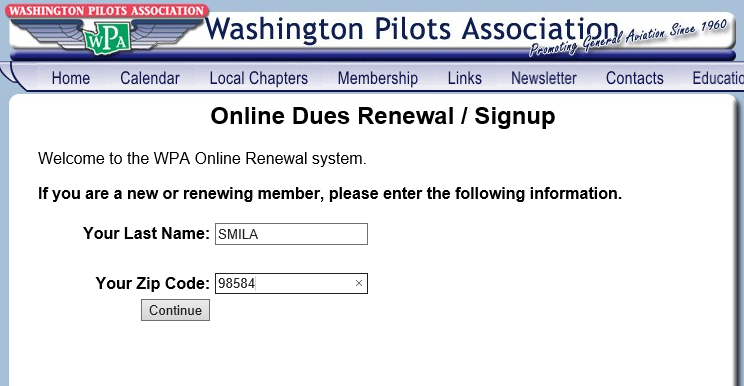 WASHINGTON PILOTS ASSOCIATION
WPA
Washington Pilots Association
Promoting General Aviation Since 1960
Home Calendar Local Chapters Membership Links Newsletter Contacts Educatio
Online Dues Renewal / Signup
Welcome to the WPA Online Renewal system.
If you are a new or renewing member, please enter the following information.
Your Last Name: SMILA
Your Zip Code: 98584 ×
Continue